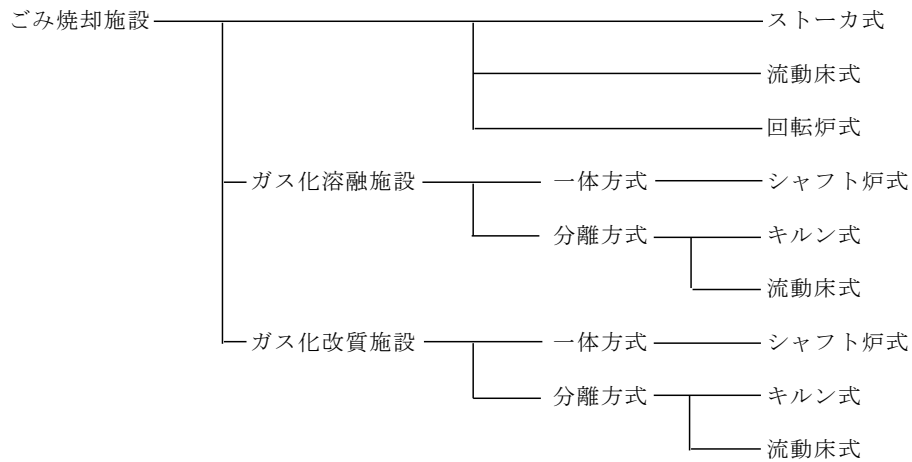 ごみ焼却施設 ストーカ式
流動床式
回転炉式
ガス化溶融施設 一体方式 シャフト炉式
分離方式 キルン式
流動床式
ガス化改質施設 一体方式 シャフト炉式
分離方式 キルン式
流動床式